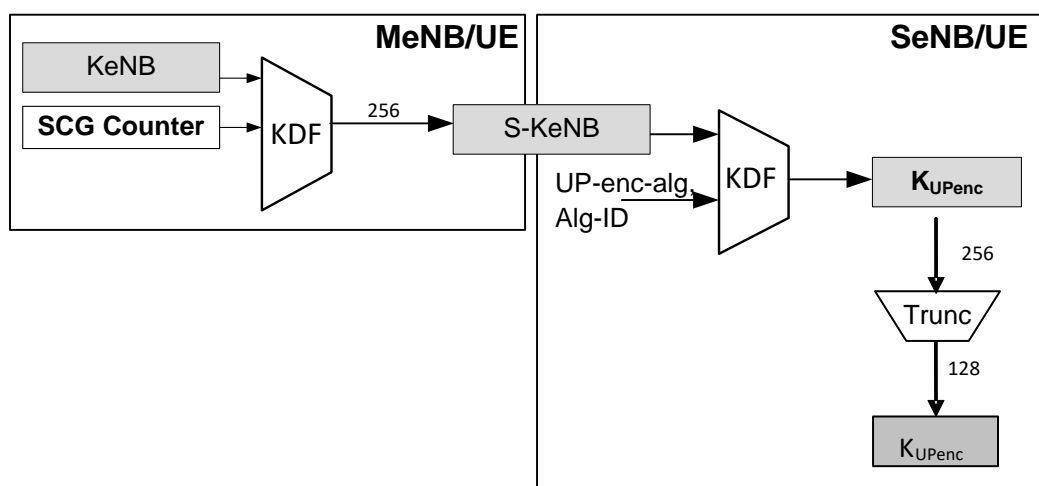 MeNB/UE
KeNB
SCG Counter
KDF
256
S-KeNB
SeNB/UE
UP-enc-alg,
Alg-ID
KDF
KUPenc
256
Trunc
128
KUPenc